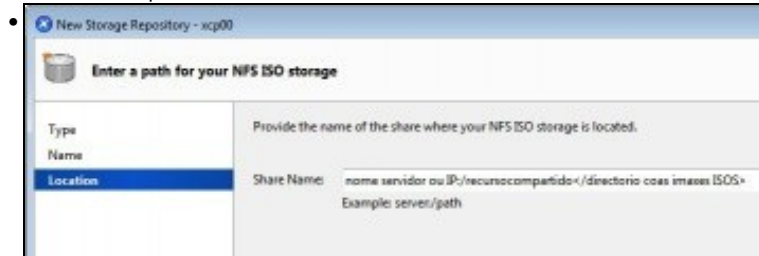 New Storage Repository - xcp00
Enter a path for your NFS ISO storage
Type
Provide the name of the share where your NFS ISO storage is located.
Name
Location
Share Name: nome servidor ou IP:/recursocompartido</directorio coas imaxes ISOS>
Example: server:/path